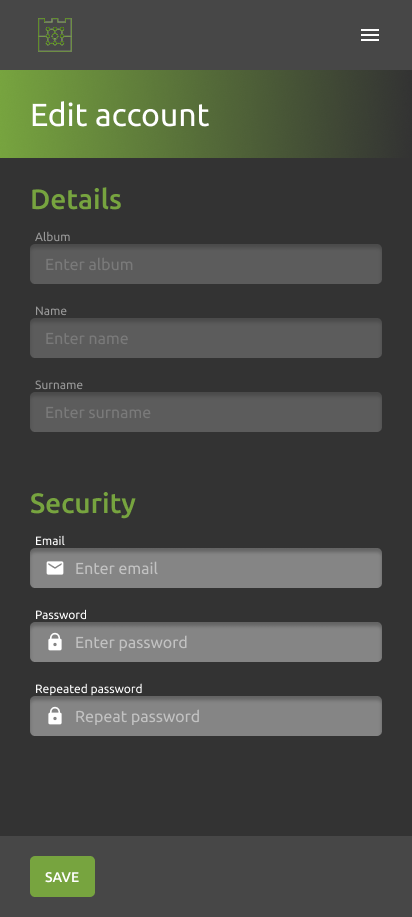 Edit account
Details
Album
Enter album
Name
Enter name
Surname
Enter surname
Security
Email
Enter email
Password
Enter password
Repeated password
Repeat password
SAVE